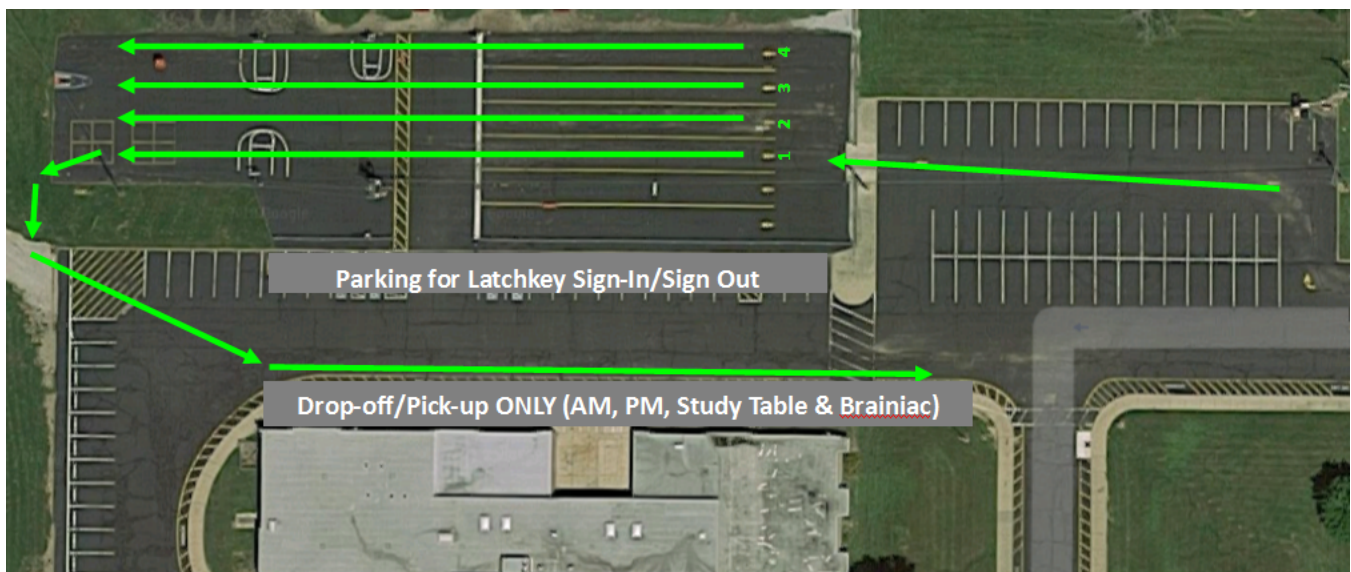 4
3
2
1
Parking for Latchkey Sign-In/Sign Out
Drop-off/Pick-up ONLY (AM, PM, Study Table & Brainiac)